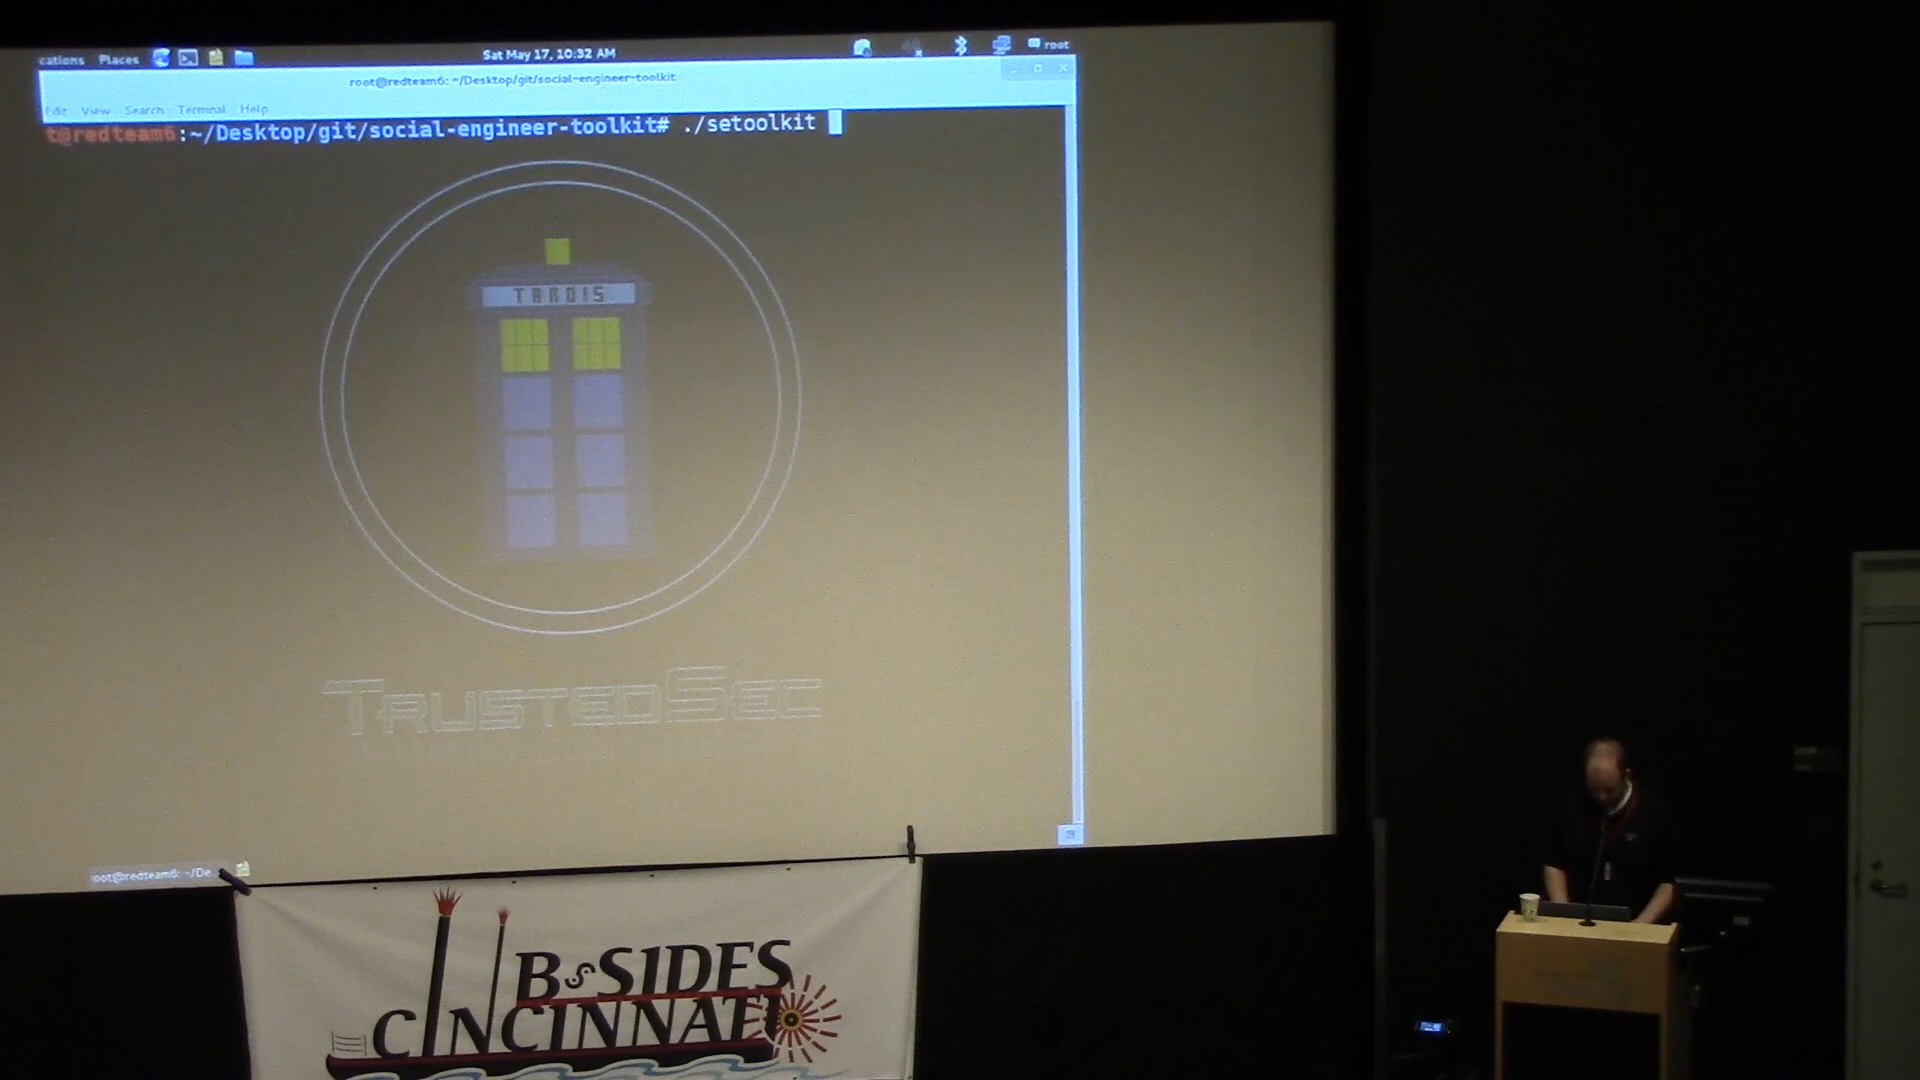 cations Places Sat May 17, 10:32 AM root
root@redteam6: ~/Desktop/git/social-engineer-toolkit
Edit View Search Terminal Help
t@redteam6:~/Desktop/git/social-engineer-toolkit# ./setoolkit
TARDIS
TRUSTEDSEC
root@redteam6: ~/De...
B-SIDES
CINCINNATI